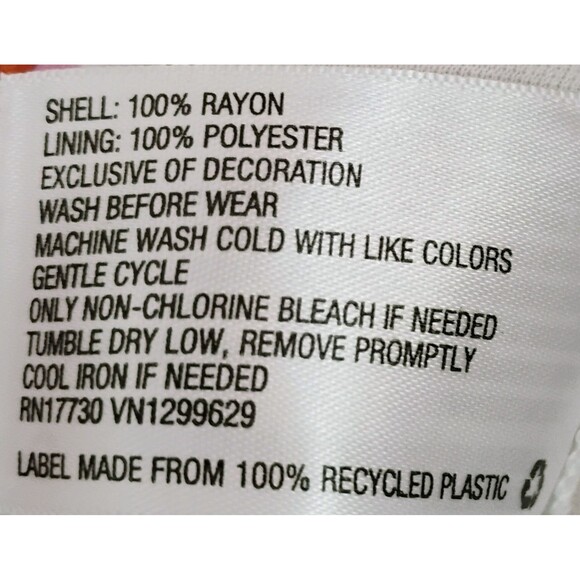 SHELL: 100% RAYON
LINING: 100% POLYESTER
EXCLUSIVE OF DECORATION
WASH BEFORE WEAR
MACHINE WASH COLD WITH LIKE COLORS
GENTLE CYCLE
ONLY NON-CHLORINE BLEACH IF NEEDED
TUMBLE DRY LOW, REMOVE PROMPTLY
COOL IRON IF NEEDED
RN17730 VN1299629
LABEL MADE FROM 100% RECYCLED PLASTIC